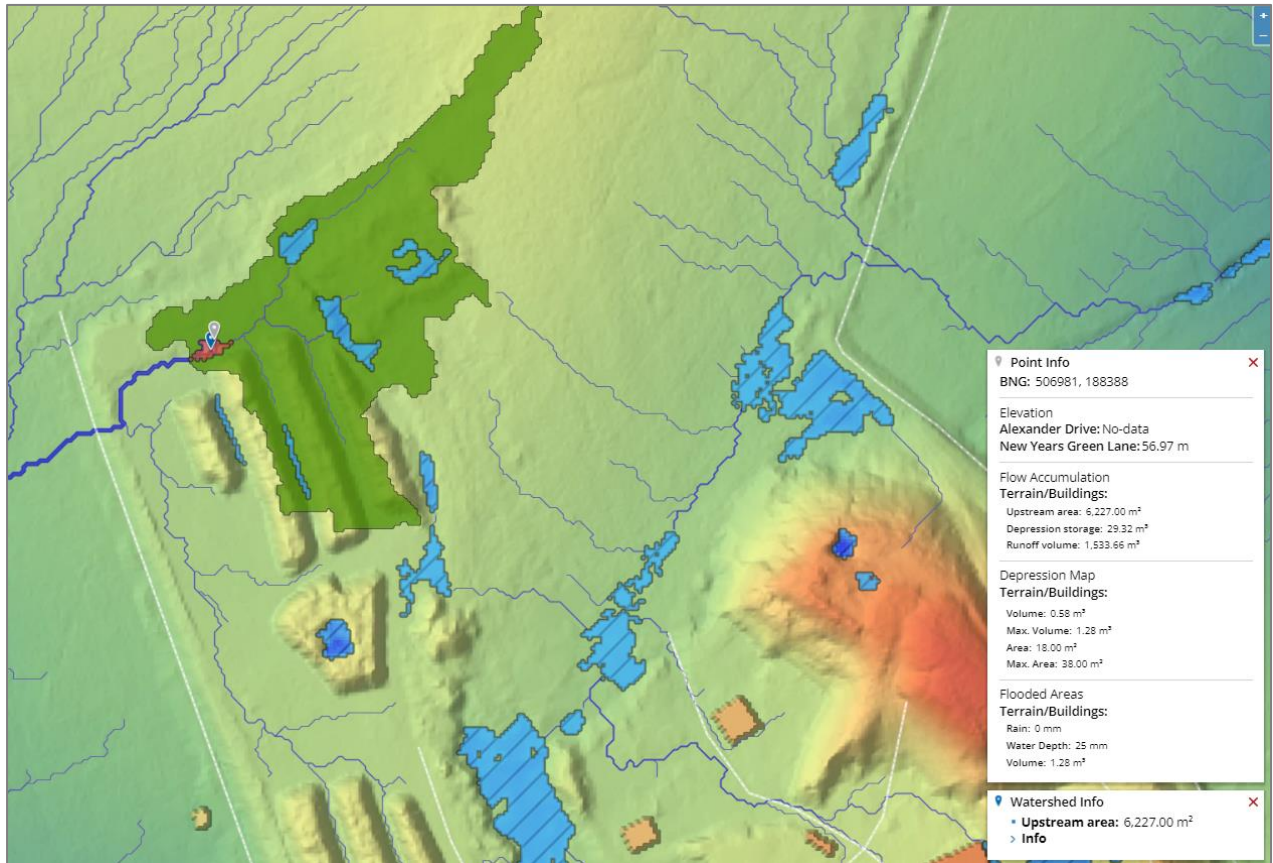 +
−
Point Info
BNG: 506981, 188388
Elevation
Alexander Drive: No-data
New Years Green Lane: 56.97 m
Flow Accumulation
Terrain/Buildings:
Upstream area: 6,227.00 m²
Depression storage: 29.32 m³
Runoff volume: 1,533.66 m³
Depression Map
Terrain/Buildings:
Volume: 0.58 m³
Max. Volume: 1.28 m³
Area: 18.00 m²
Max. Area: 38.00 m²
Flooded Areas
Terrain/Buildings:
Rain: 0 mm
Water Depth: 25 mm
Volume: 1.28 m³
Watershed Info
Upstream area: 6,227.00 m²
> Info